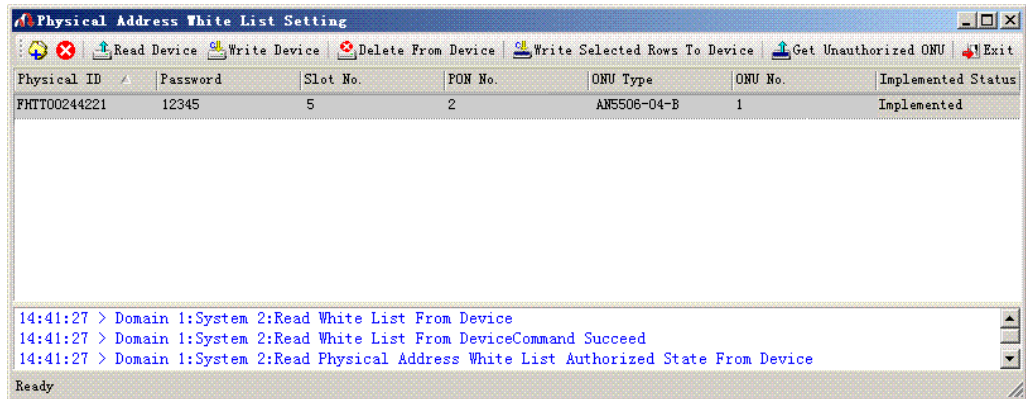 Physical Address White List Setting
Read Device Write Device Delete From Device Write Selected Rows To Device Get Unauthorized ONU Exit
Physical ID Password Slot No. PON No. ONU Type ONU No. Implemented Status
FHTT00244221 12345 5 2 AN5506-04-B 1 Implemented
14:41:27 > Domain 1:System 2:Read White List From Device
14:41:27 > Domain 1:System 2:Read White List From DeviceCommand Succeed
14:41:27 > Domain 1:System 2:Read Physical Address White List Authorized State From Device
Ready